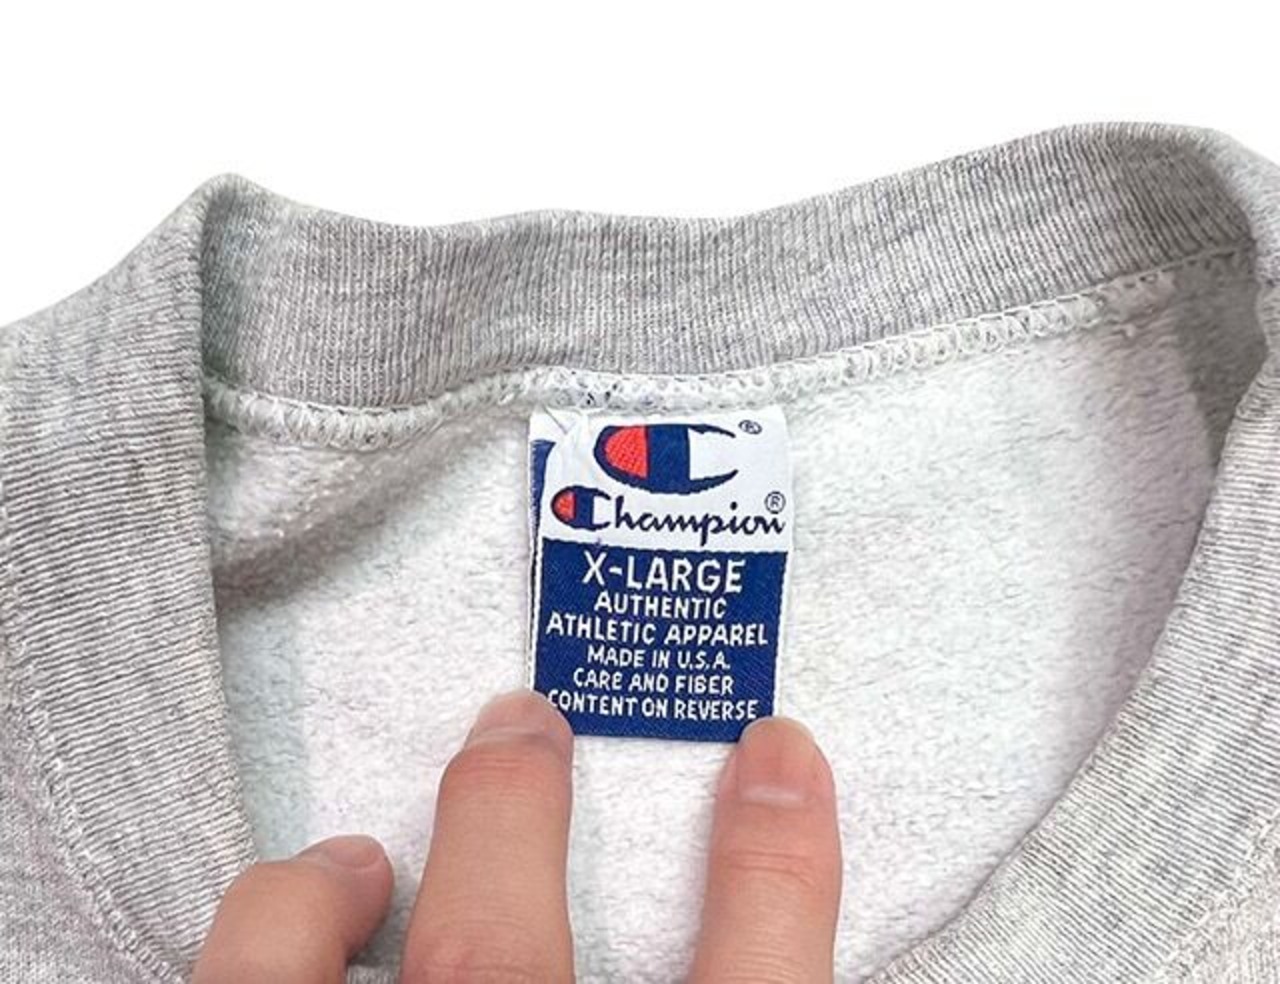 C®
Champion®
X-LARGE
AUTHENTIC
ATHLETIC APPAREL
MADE IN U.S.A.
CARE AND FIBER
CONTENT ON REVERSE